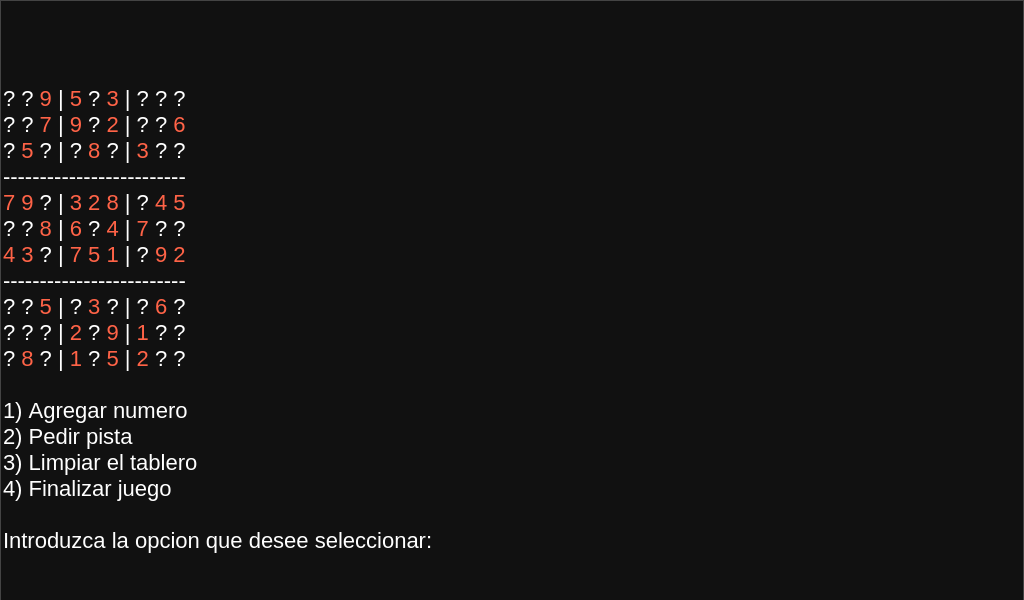 ? ? 9 | 5 ? 3 | ? ? ?
? ? 7 | 9 ? 2 | ? ? 6
? 5 ? | ? 8 ? | 3 ? ?
-------------------------
7 9 ? | 3 2 8 | ? 4 5
? ? 8 | 6 ? 4 | 7 ? ?
4 3 ? | 7 5 1 | ? 9 2
-------------------------
? ? 5 | ? 3 ? | ? 6 ?
? ? ? | 2 ? 9 | 1 ? ?
? 8 ? | 1 ? 5 | 2 ? ?
1) Agregar numero
2) Pedir pista
3) Limpiar el tablero
4) Finalizar juego
Introduzca la opcion que desee seleccionar: